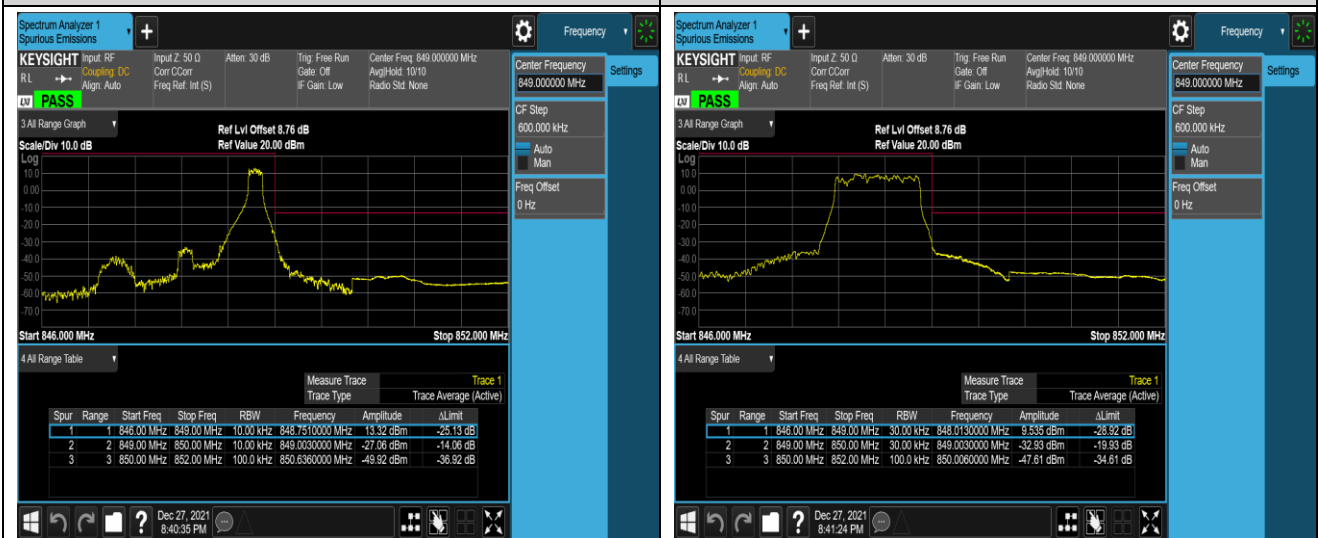 Spectrum Analyzer 1
Spurious Emissions
+
Frequency
KEYSIGHT
RL
LXI PASS
Input: RF
Coupling: DC
Align: Auto
Input Z: 50 Ω
Corr CCorr
Freq Ref: Int (S)
Atten: 30 dB
Trig: Free Run
Gate: Off
IF Gain: Low
Center Freq: 849.000000 MHz
Avg|Hold: 10/10
Radio Std: None
Center Frequency
849.000000 MHz
Settings
CF Step
600.000 kHz
Auto
Man
Freq Offset
0 Hz
3 All Range Graph
Ref Lvl Offset 8.76 dB
Scale/Div 10.0 dB
Ref Value 20.00 dBm
Log
10.0
0.00
-10.0
-20.0
-30.0
-40.0
-50.0
-60.0
-70.0
Start 846.000 MHz
Stop 852.000 MHz
4 All Range Table
Measure Trace Trace 1
Trace Type Trace Average (Active)
Spur Range Start Freq Stop Freq RBW Frequency Amplitude ΔLimit
1 1 846.00 MHz 849.00 MHz 10.00 kHz 848.7510000 MHz 13.32 dBm -25.13 dB
2 2 849.00 MHz 850.00 MHz 10.00 kHz 849.0030000 MHz -27.06 dBm -14.06 dB
3 3 850.00 MHz 852.00 MHz 100.0 kHz 850.6360000 MHz -49.92 dBm -36.92 dB
?
Dec 27, 2021
8:40:35 PM
Spectrum Analyzer 1
Spurious Emissions
+
Frequency
KEYSIGHT
RL
LXI PASS
Input: RF
Coupling: DC
Align: Auto
Input Z: 50 Ω
Corr CCorr
Freq Ref: Int (S)
Atten: 30 dB
Trig: Free Run
Gate: Off
IF Gain: Low
Center Freq: 849.000000 MHz
Avg|Hold: 10/10
Radio Std: None
Center Frequency
849.000000 MHz
Settings
CF Step
600.000 kHz
Auto
Man
Freq Offset
0 Hz
3 All Range Graph
Ref Lvl Offset 8.76 dB
Scale/Div 10.0 dB
Ref Value 20.00 dBm
Log
10.0
0.00
-10.0
-20.0
-30.0
-40.0
-50.0
-60.0
-70.0
Start 846.000 MHz
Stop 852.000 MHz
4 All Range Table
Measure Trace Trace 1
Trace Type Trace Average (Active)
Spur Range Start Freq Stop Freq RBW Frequency Amplitude ΔLimit
1 1 846.00 MHz 849.00 MHz 30.00 kHz 848.0130000 MHz 9.535 dBm -28.92 dB
2 2 849.00 MHz 850.00 MHz 30.00 kHz 849.0030000 MHz -32.93 dBm -19.93 dB
3 3 850.00 MHz 852.00 MHz 100.0 kHz 850.0060000 MHz -47.61 dBm -34.61 dB
?
Dec 27, 2021
8:41:24 PM